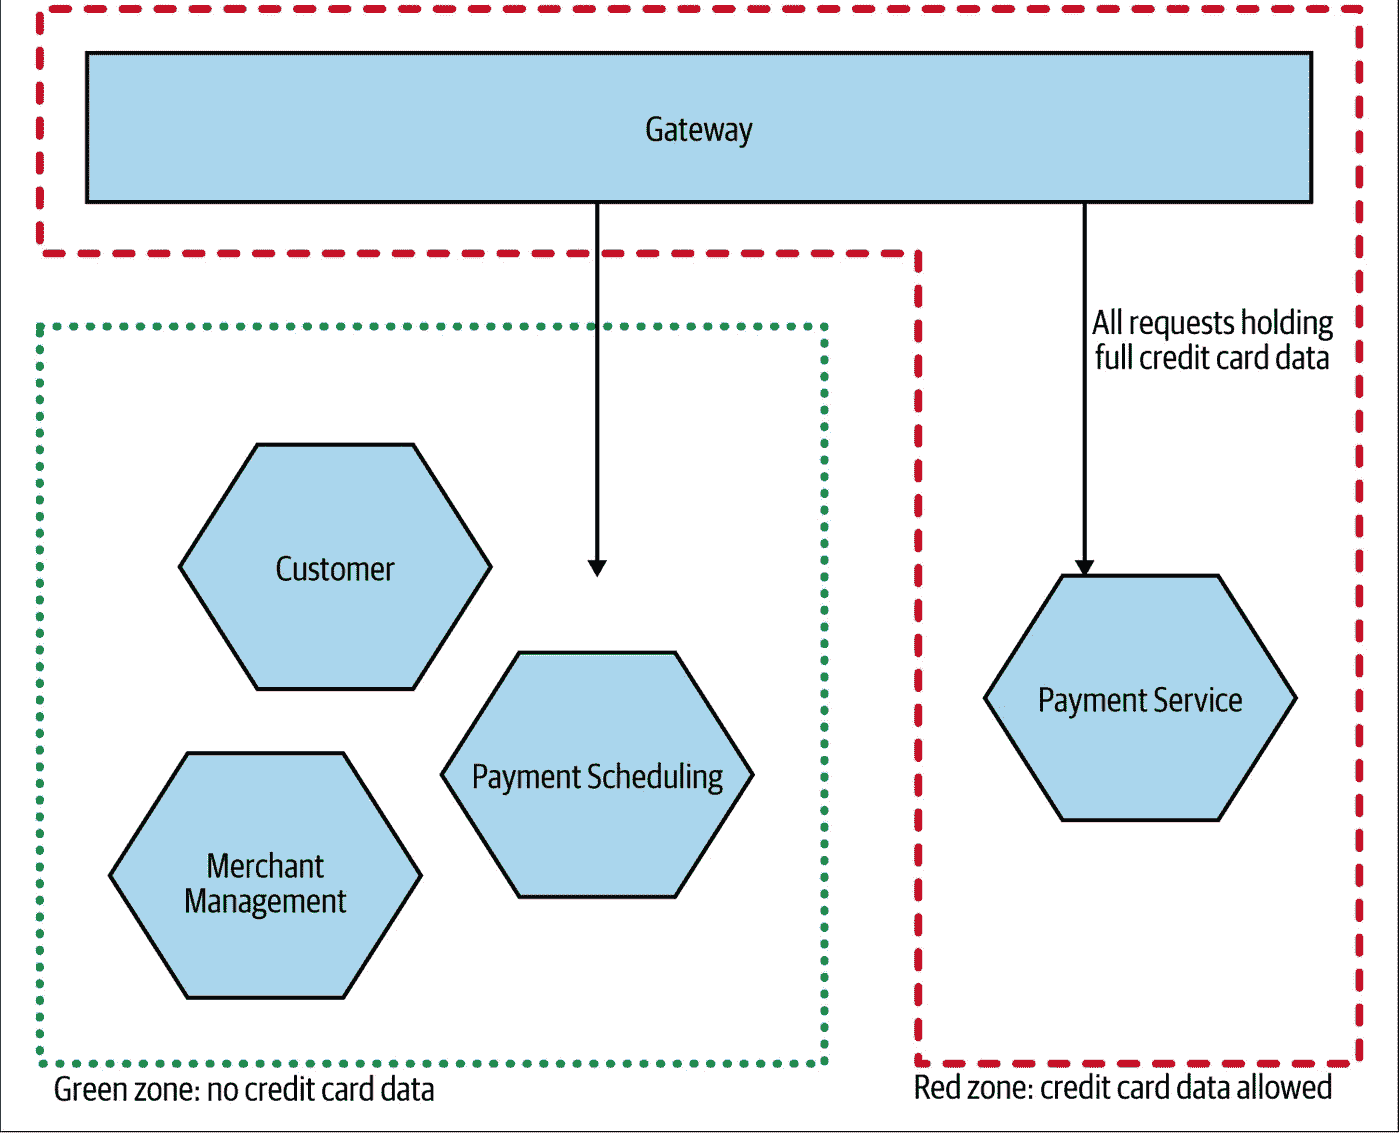 Gateway
All requests holding
full credit card data
Customer
Payment Service
Payment Scheduling
Merchant
Management
Green zone: no credit card data
Red zone: credit card data allowed